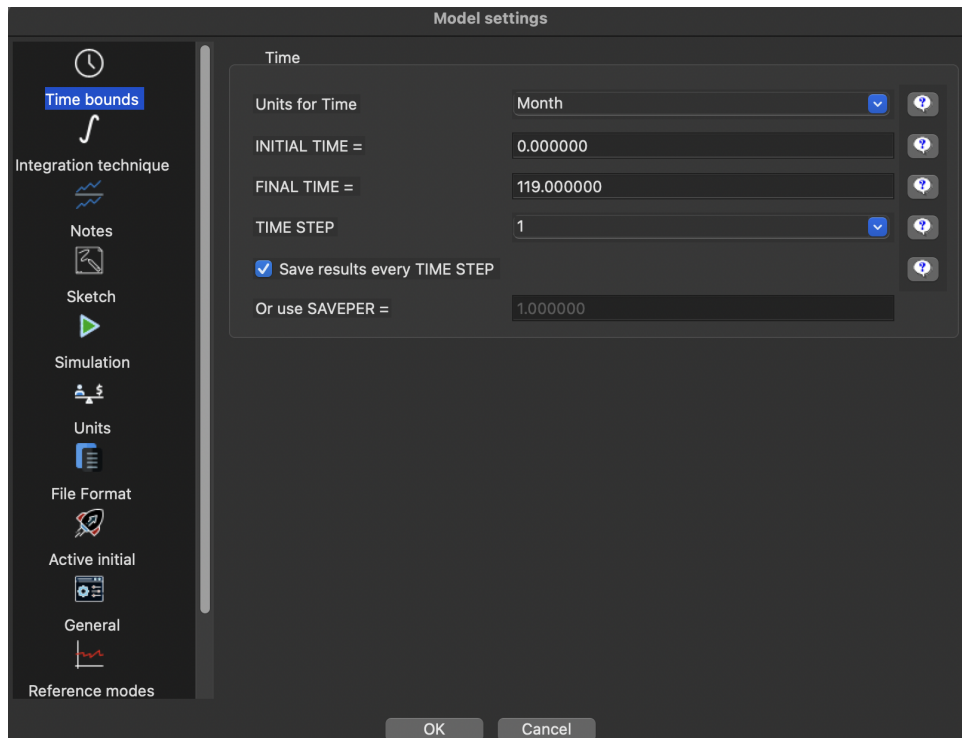 Model settings
Time bounds
Integration technique
Notes
Sketch
Simulation
Units
File Format
Active initial
General
Reference modes
Time
Units for Time Month
INITIAL TIME = 0.000000
FINAL TIME = 119.000000
TIME STEP 1
Save results every TIME STEP
Or use SAVEPER = 1.000000
OK Cancel